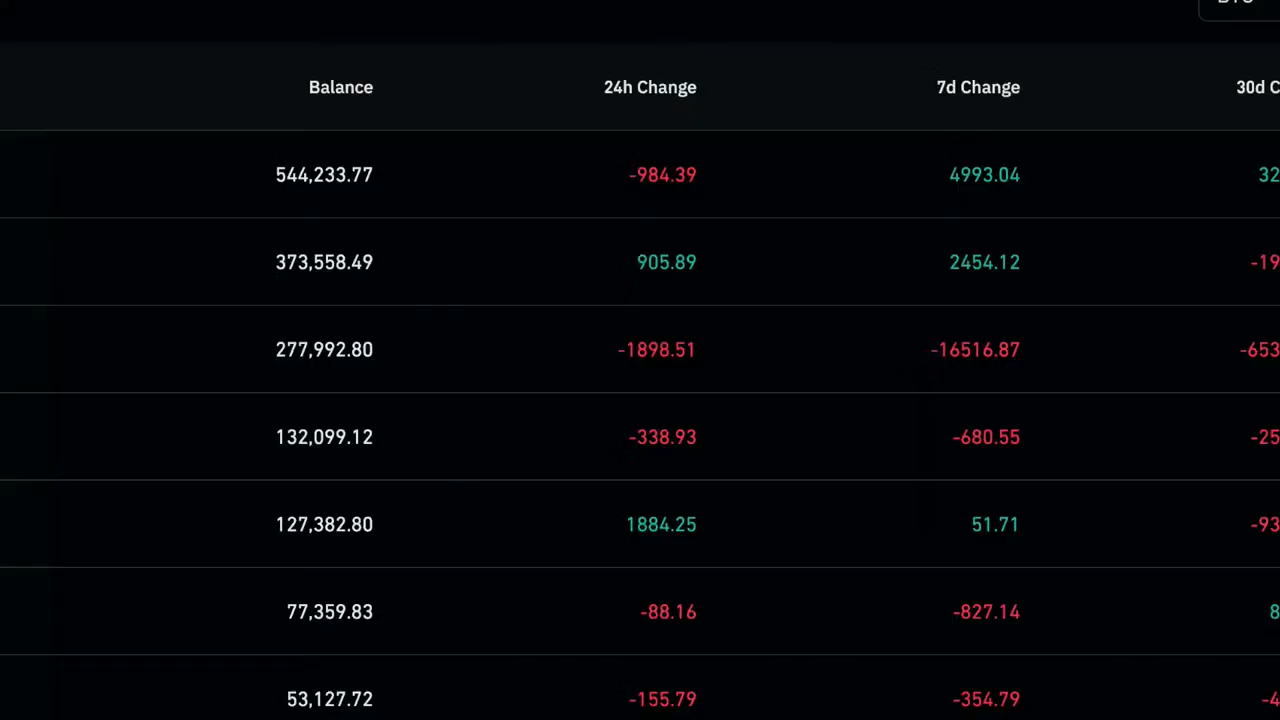 Balance 24h Change 7d Change 30d
544,233.77 -984.39 4993.04
373,558.49 905.89 2454.12
277,992.80 -1898.51 -16516.87
132,099.12 -338.93 -680.55
127,382.80 1884.25 51.71
77,359.83 -88.16 -827.14
53,127.72 -155.79 -354.79